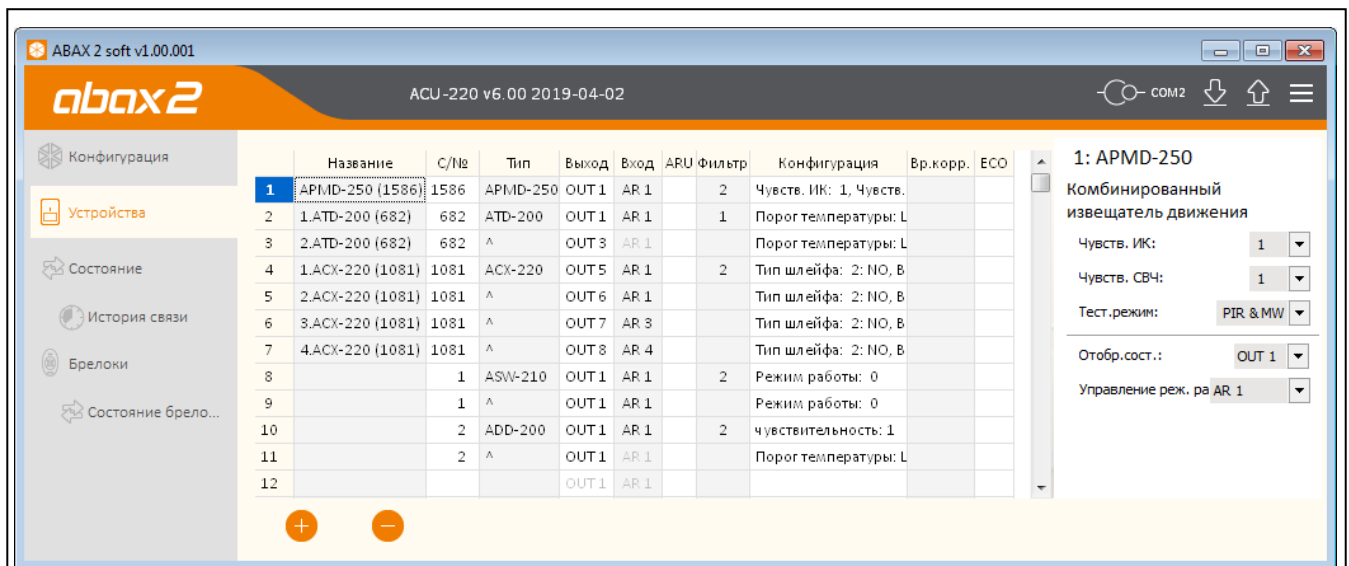 ABAX 2 soft v1.00.001
abax2 ACU-220 v6.00 2019-04-02 COM2
Конфигурация
Устройства
Состояние
История связи
Брелоки
Состояние брело...
Название С/№ Тип Выход Вход ARU Фильтр Конфигурация Вр.корр. ECO
1 APMD-250 (1586) 1586 APMD-250 OUT 1 AR 1 2 Чувств. ИК: 1, Чувств.
2 1.ATD-200 (682) 682 ATD-200 OUT 1 AR 1 1 Порог температуры: L
3 2.ATD-200 (682) 682 ^ OUT 3 AR 1 Порог температуры: L
4 1.ACX-220 (1081) 1081 ACX-220 OUT 5 AR 1 2 Тип шлейфа: 2: NO, В
5 2.ACX-220 (1081) 1081 ^ OUT 6 AR 1 Тип шлейфа: 2: NO, В
6 3.ACX-220 (1081) 1081 ^ OUT 7 AR 3 Тип шлейфа: 2: NO, В
7 4.ACX-220 (1081) 1081 ^ OUT 8 AR 4 Тип шлейфа: 2: NO, В
8 1 ASW-210 OUT 1 AR 1 2 Режим работы: 0
9 1 ^ OUT 1 AR 1 Режим работы: 0
10 2 ADD-200 OUT 1 AR 1 2 чувствительность: 1
11 2 ^ OUT 1 AR 1 Порог температуры: L
12 OUT 1 AR 1
1: APMD-250
Комбинированный
извещатель движения
Чувств. ИК: 1
Чувств. СВЧ: 1
Тест.режим: PIR & MW
Отобр.сост.: OUT 1
Управление реж. ра AR 1